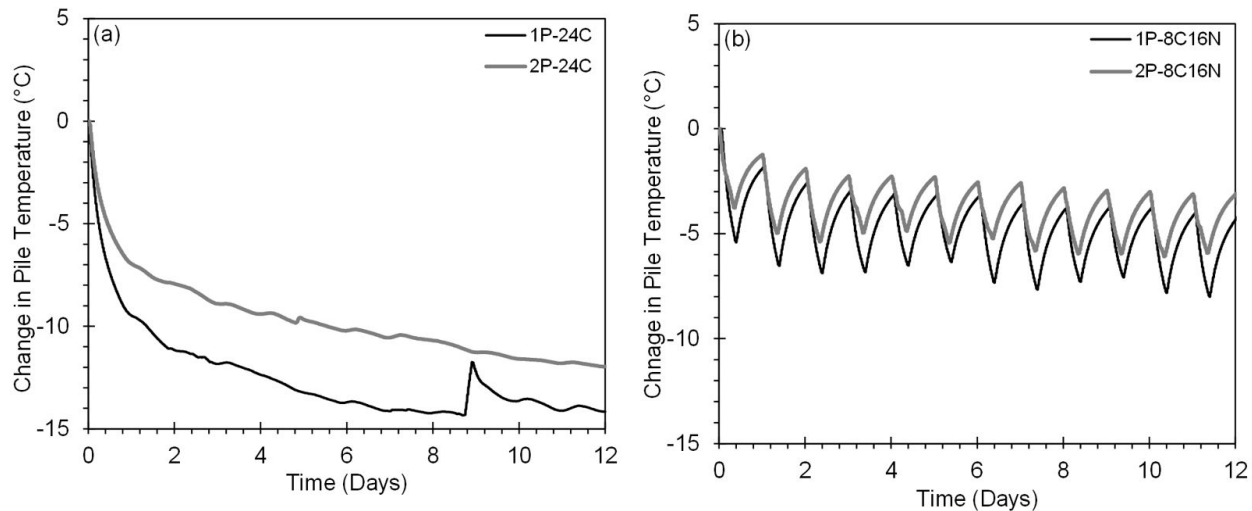 (a)
1P-24C
2P-24C
Change in Pile Temperature (°C)
5
0
-5
-10
-15
0 2 4 6 8 10 12
Time (Days)
(b)
1P-8C16N
2P-8C16N
Chnage in Pile Temperature (°C)
5
0
-5
-10
-15
0 2 4 6 8 10 12
Time (Days)